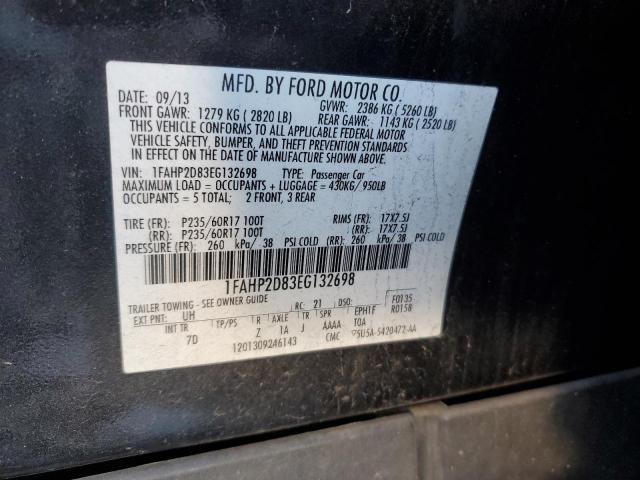 MFD. BY FORD MOTOR CO.
DATE: 09/13 GVWR: 2386 KG ( 5260 LB)
FRONT GAWR: 1279 KG ( 2820 LB) REAR GAWR: 1143 KG ( 2520 LB)
THIS VEHICLE CONFORMS TO ALL APPLICABLE FEDERAL MOTOR
VEHICLE SAFETY, BUMPER, AND THEFT PREVENTION STANDARDS
IN EFFECT ON THE DATE OF MANUFACTURE SHOWN ABOVE.
VIN: 1FAHP2D83EG132698 TYPE: Passenger Car
MAXIMUM LOAD = OCCUPANTS + LUGGAGE = 430KG/ 950LB
OCCUPANTS = 5 TOTAL; 2 FRONT, 3 REAR
TIRE (FR): P235/60R17 100T RIMS (FR): 17X7.5J
(RR): P235/60R17 100T (RR): 17X7.5J
PRESSURE (FR): 260 kPa/ 38 PSI COLD (RR): 260 kPa/ 38 PSI COLD
1FAHP2D83EG132698
TRAILER TOWING - SEE OWNER GUIDE RC: 21 DSO: F0135
EXT PNT: UH R0158
INT TR TP/PS R AXLE TR SPR EPH1F
7D Z 1A J AAAA TOA
1201309246143 CMC 5U5A-5420472-AA